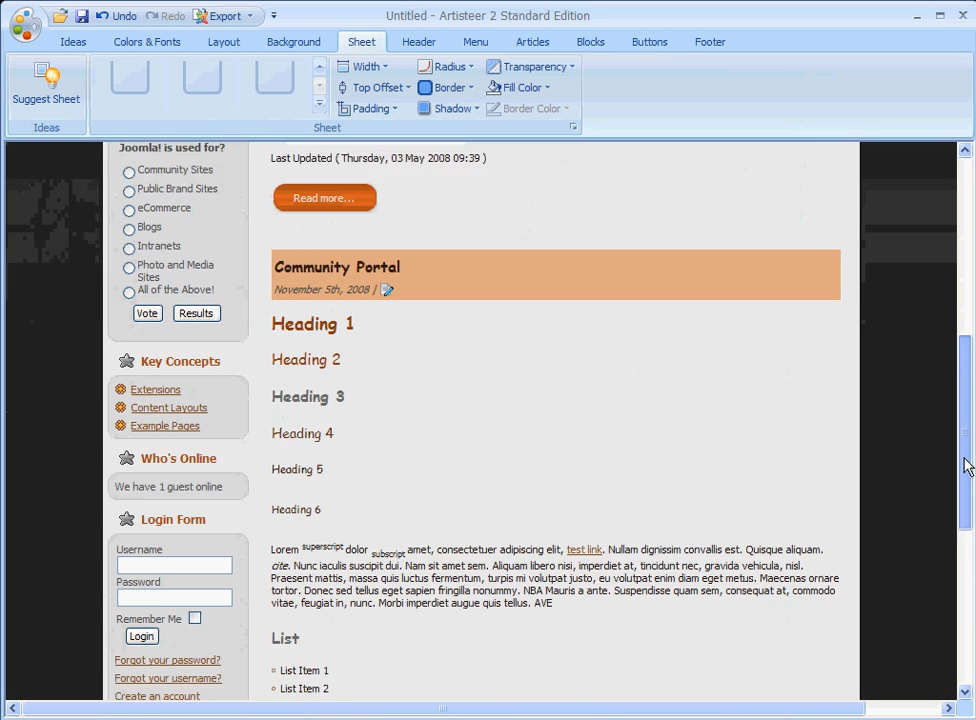 Untitled - Artisteer 2 Standard Edition
Undo Redo Export
Ideas Colors & Fonts Layout Background Sheet Header Menu Articles Blocks Buttons Footer
Suggest Sheet
Width Radius Transparency
Top Offset Border Fill Color
Padding Shadow Border Color
Ideas Sheet
Joomla! is used for?
Community Sites
Public Brand Sites
eCommerce
Blogs
Intranets
Photo and Media
Sites
All of the Above!
Vote Results
Key Concepts
Extensions
Content Layouts
Example Pages
Who's Online
We have 1 guest online
Login Form
Username
Password
Remember Me
Login
Forgot your password?
Forgot your username?
Create an account
Last Updated ( Thursday, 03 May 2008 09:39 )
Read more...
Community Portal
November 5th, 2008 |
Heading 1
Heading 2
Heading 3
Heading 4
Heading 5
Heading 6
Lorem superscript dolor subscript amet, consectetuer adipiscing elit, test link. Nullam dignissim convallis est. Quisque aliquam.
cite. Nunc iaculis suscipit dui. Nam sit amet sem. Aliquam libero nisi, imperdiet at, tincidunt nec, gravida vehicula, nisl.
Praesent mattis, massa quis luctus fermentum, turpis mi volutpat justo, eu volutpat enim diam eget metus. Maecenas ornare
tortor. Donec sed tellus eget sapien fringilla nonummy. NBA Mauris a ante. Suspendisse quam sem, consequat at, commodo
vitae, feugiat in, nunc. Morbi imperdiet augue quis tellus. AVE
List
List Item 1
List Item 2